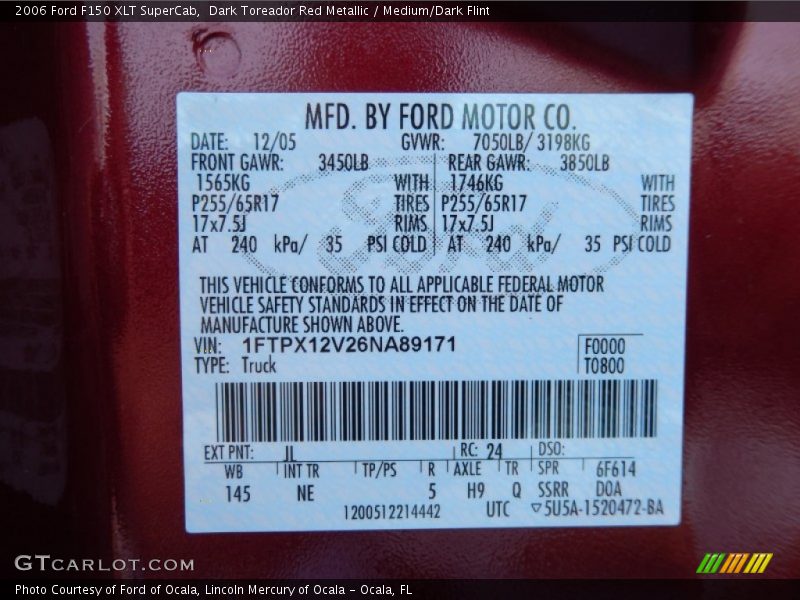 2006 Ford F150 XLT SuperCab,  Dark Toreador Red Metallic / Medium/Dark Flint
MFD. BY FORD MOTOR CO.
DATE: 12/05 GVWR: 7050LB/ 3198KG
FRONT GAWR: 3450LB REAR GAWR: 3850LB
1565KG WITH 1746KG WITH
P255/65R17 TIRES P255/65R17 TIRES
17x7.5J RIMS 17x7.5J RIMS
AT 240 kPa/ 35 PSI COLD AT 240 kPa/ 35 PSI COLD
Ford
THIS VEHICLE CONFORMS TO ALL APPLICABLE FEDERAL MOTOR
VEHICLE SAFETY STANDARDS IN EFFECT ON THE DATE OF
MANUFACTURE SHOWN ABOVE.
VIN: 1FTPX12V26NA89171 F0000
TYPE: Truck T0800
EXT PNT: JL RC: 24 DSO:
WB INT TR TP/PS R AXLE TR SPR 6F614
145 NE 5 H9 Q SSRR DOA
1200512214442 UTC ▽5U5A-1520472-BA
GTCARLOT.COM
Photo Courtesy of Ford of Ocala, Lincoln Mercury of Ocala - Ocala, FL